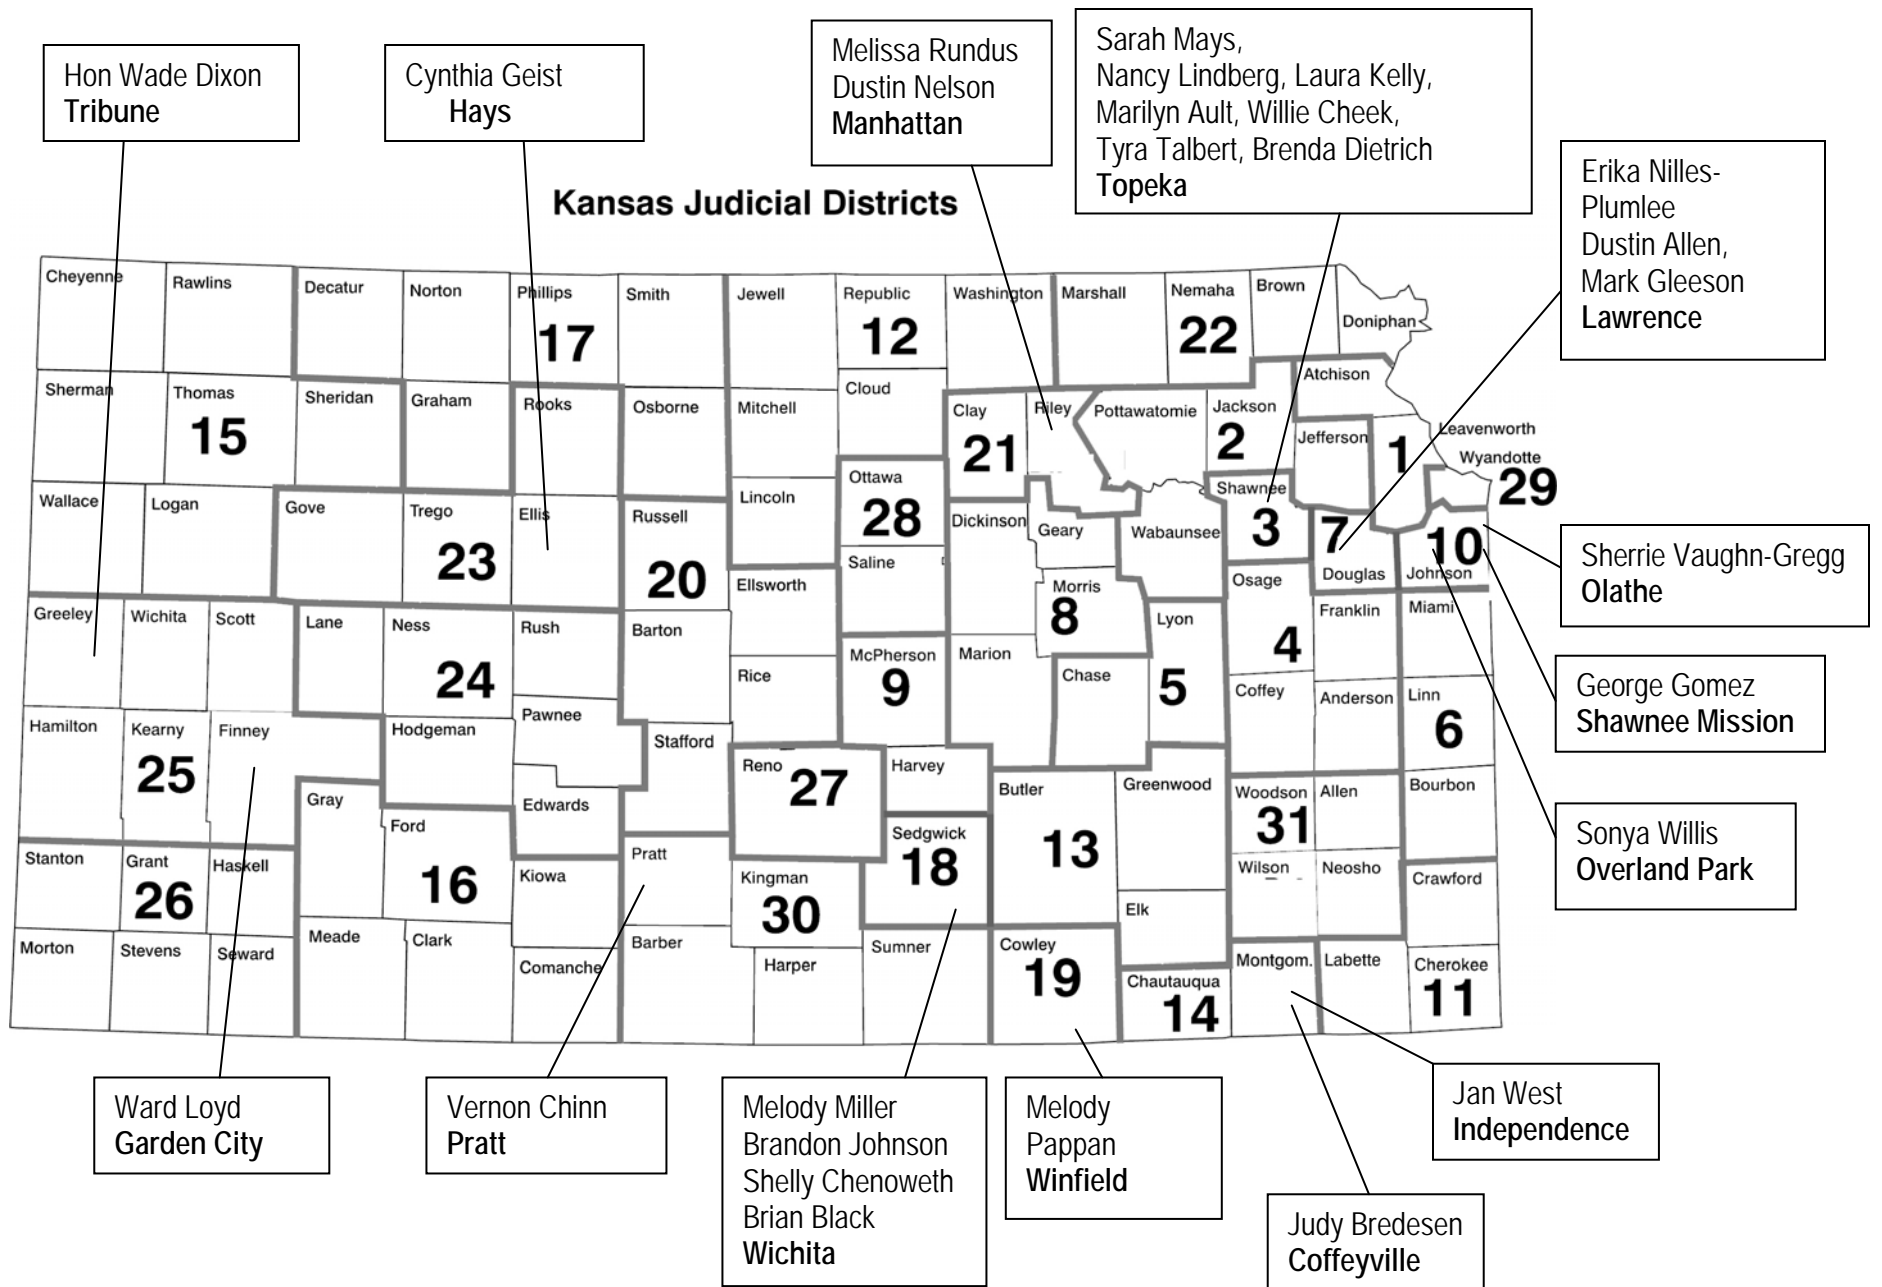 Hon Wade Dixon
Tribune
Cynthia Geist
Hays
Melissa Rundus
Dustin Nelson
Manhattan
Sarah Mays,
Nancy Lindberg, Laura Kelly,
Marilyn Ault, Willie Cheek,
Tyra Talbert, Brenda Dietrich
Topeka
Erika Nilles-
Plumlee
Dustin Allen,
Mark Gleeson
Lawrence
Kansas Judicial Districts
Cheyenne
Rawlins
Decatur
Norton
Phillips
17
Smith
Jewell
Republic
12
Washington
Marshall
Nemaha
22
Brown
Doniphan
Sherman
Thomas
15
Sheridan
Graham
Rooks
Osborne
Mitchell
Cloud
Clay
21
Riley
Pottawatomie
Jackson
2
Atchison
Jefferson
1
Leavenworth
Wyandotte
29
Wallace
Logan
Gove
Trego
23
Ellis
Russell
20
Lincoln
Ottawa
28
Saline
Dickinson
Geary
Wabaunsee
Shawnee
3
7
Douglas
10
Johnson
Sherrie Vaughn-Gregg
Olathe
Greeley
Wichita
Scott
Lane
Ness
24
Rush
Barton
Ellsworth
Rice
McPherson
9
Marion
Morris
8
Chase
Lyon
5
Osage
4
Coffey
Franklin
Anderson
Miami
Linn
6
George Gomez
Shawnee Mission
Hamilton
Kearny
25
Finney
Hodgeman
Pawnee
Stafford
Edwards
Reno
27
Harvey
Butler
13
Greenwood
Woodson
31
Allen
Bourbon
Sonya Willis
Overland Park
Gray
Ford
16
Stanton
Grant
26
Haskell
Kiowa
Pratt
Kingman
30
Sedgwick
18
Elk
Wilson
Neosho
Crawford
Morton
Stevens
Seward
Meade
Clark
Comanche
Barber
Harper
Sumner
Cowley
19
Chautauqua
14
Montgom.
Labette
Cherokee
11
Ward Loyd
Garden City
Vernon Chinn
Pratt
Melody Miller
Brandon Johnson
Shelly Chenoweth
Brian Black
Wichita
Melody
Pappan
Winfield
Jan West
Independence
Judy Bredesen
Coffeyville